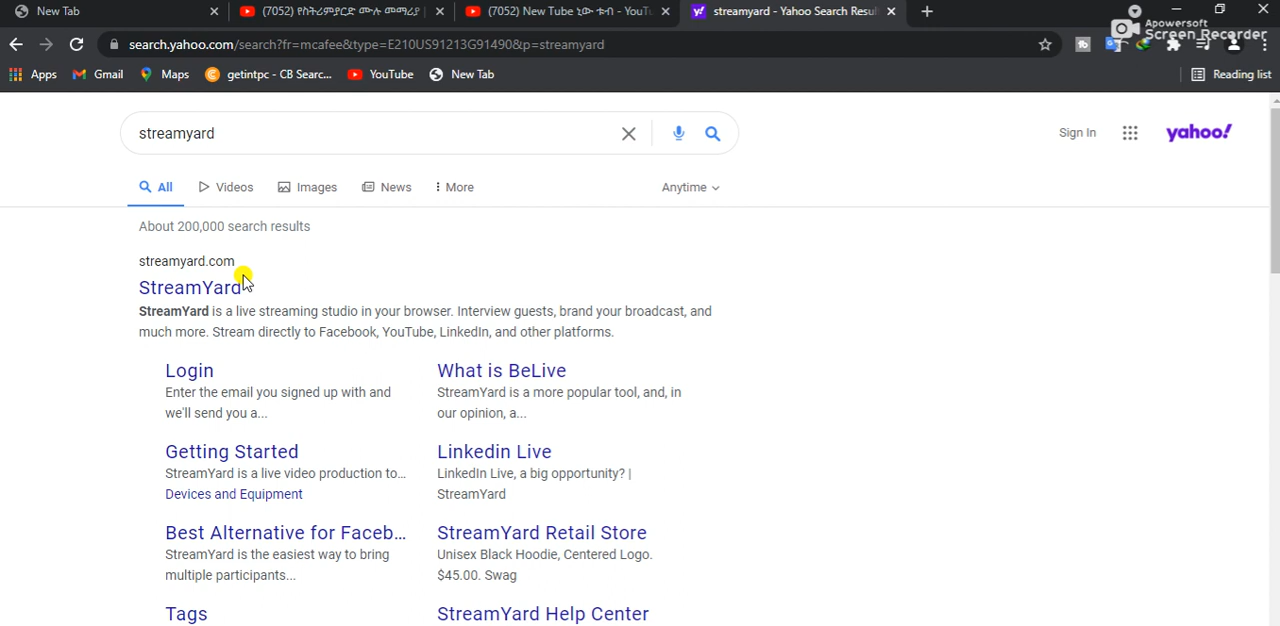 New Tab
(7052) የስትሪምያርድ ሙሉ መማሪያ |
(7052) New Tube ኒው ቱብ - YouTu
streamyard - Yahoo Search Resul
Apowersoft
Screen Recorder
search.yahoo.com/search?fr=mcafee&type=E210US91213G91490&p=streamyard
Apps
Gmail
Maps
getintpc - CB Searc...
YouTube
New Tab
Reading list
streamyard
Sign In
yahoo!
All
Videos
Images
News
More
Anytime
About 200,000 search results
streamyard.com
StreamYard
StreamYard is a live streaming studio in your browser. Interview guests, brand your broadcast, and
much more. Stream directly to Facebook, YouTube, LinkedIn, and other platforms.
Login
Enter the email you signed up with and
we'll send you a...
What is BeLive
StreamYard is a more popular tool, and, in
our opinion, a...
Getting Started
StreamYard is a live video production to...
Devices and Equipment
Linkedin Live
LinkedIn Live, a big opportunity? |
StreamYard
Best Alternative for Faceb...
StreamYard is the easiest way to bring
multiple participants...
StreamYard Retail Store
Unisex Black Hoodie, Centered Logo.
$45.00. Swag
Tags
StreamYard Help Center